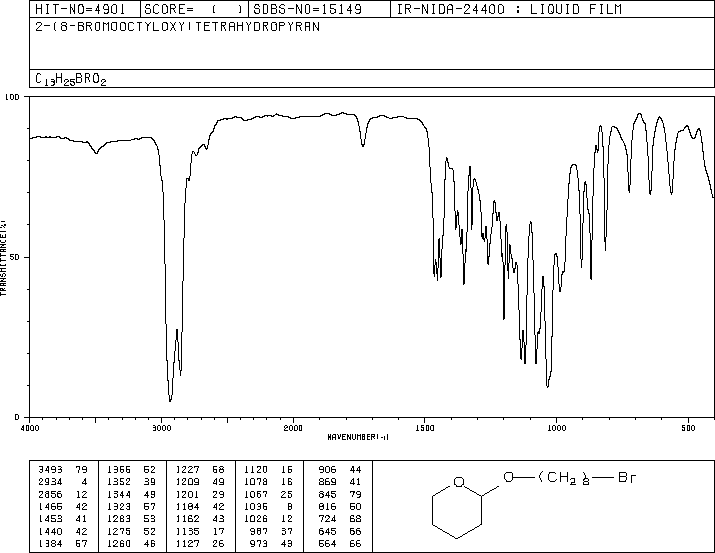 HIT-NO=4901 SCORE= ( ) SDBS-NO=15149 IR-NIDA-24400 : LIQUID FILM
2-(8-BROMOOCTYLOXY)TETRAHYDROPYRAN
C13H25BRO2
100
50
0
TRANSMITTANCE(%)
4000 3000 2000 1500 1000 500
WAVENUMBER(-1)
3493 79 1366 62 1227 68 1120 16 906 44
2934 4 1352 39 1209 49 1078 16 869 41
2856 12 1344 49 1201 29 1067 25 845 79
1465 42 1323 57 1184 42 1036 8 816 50
1453 41 1283 53 1162 43 1026 12 724 68
1440 42 1275 52 1135 17 987 37 645 66
1384 57 1260 46 1127 26 973 43 564 66
O O (CH2)8 Br